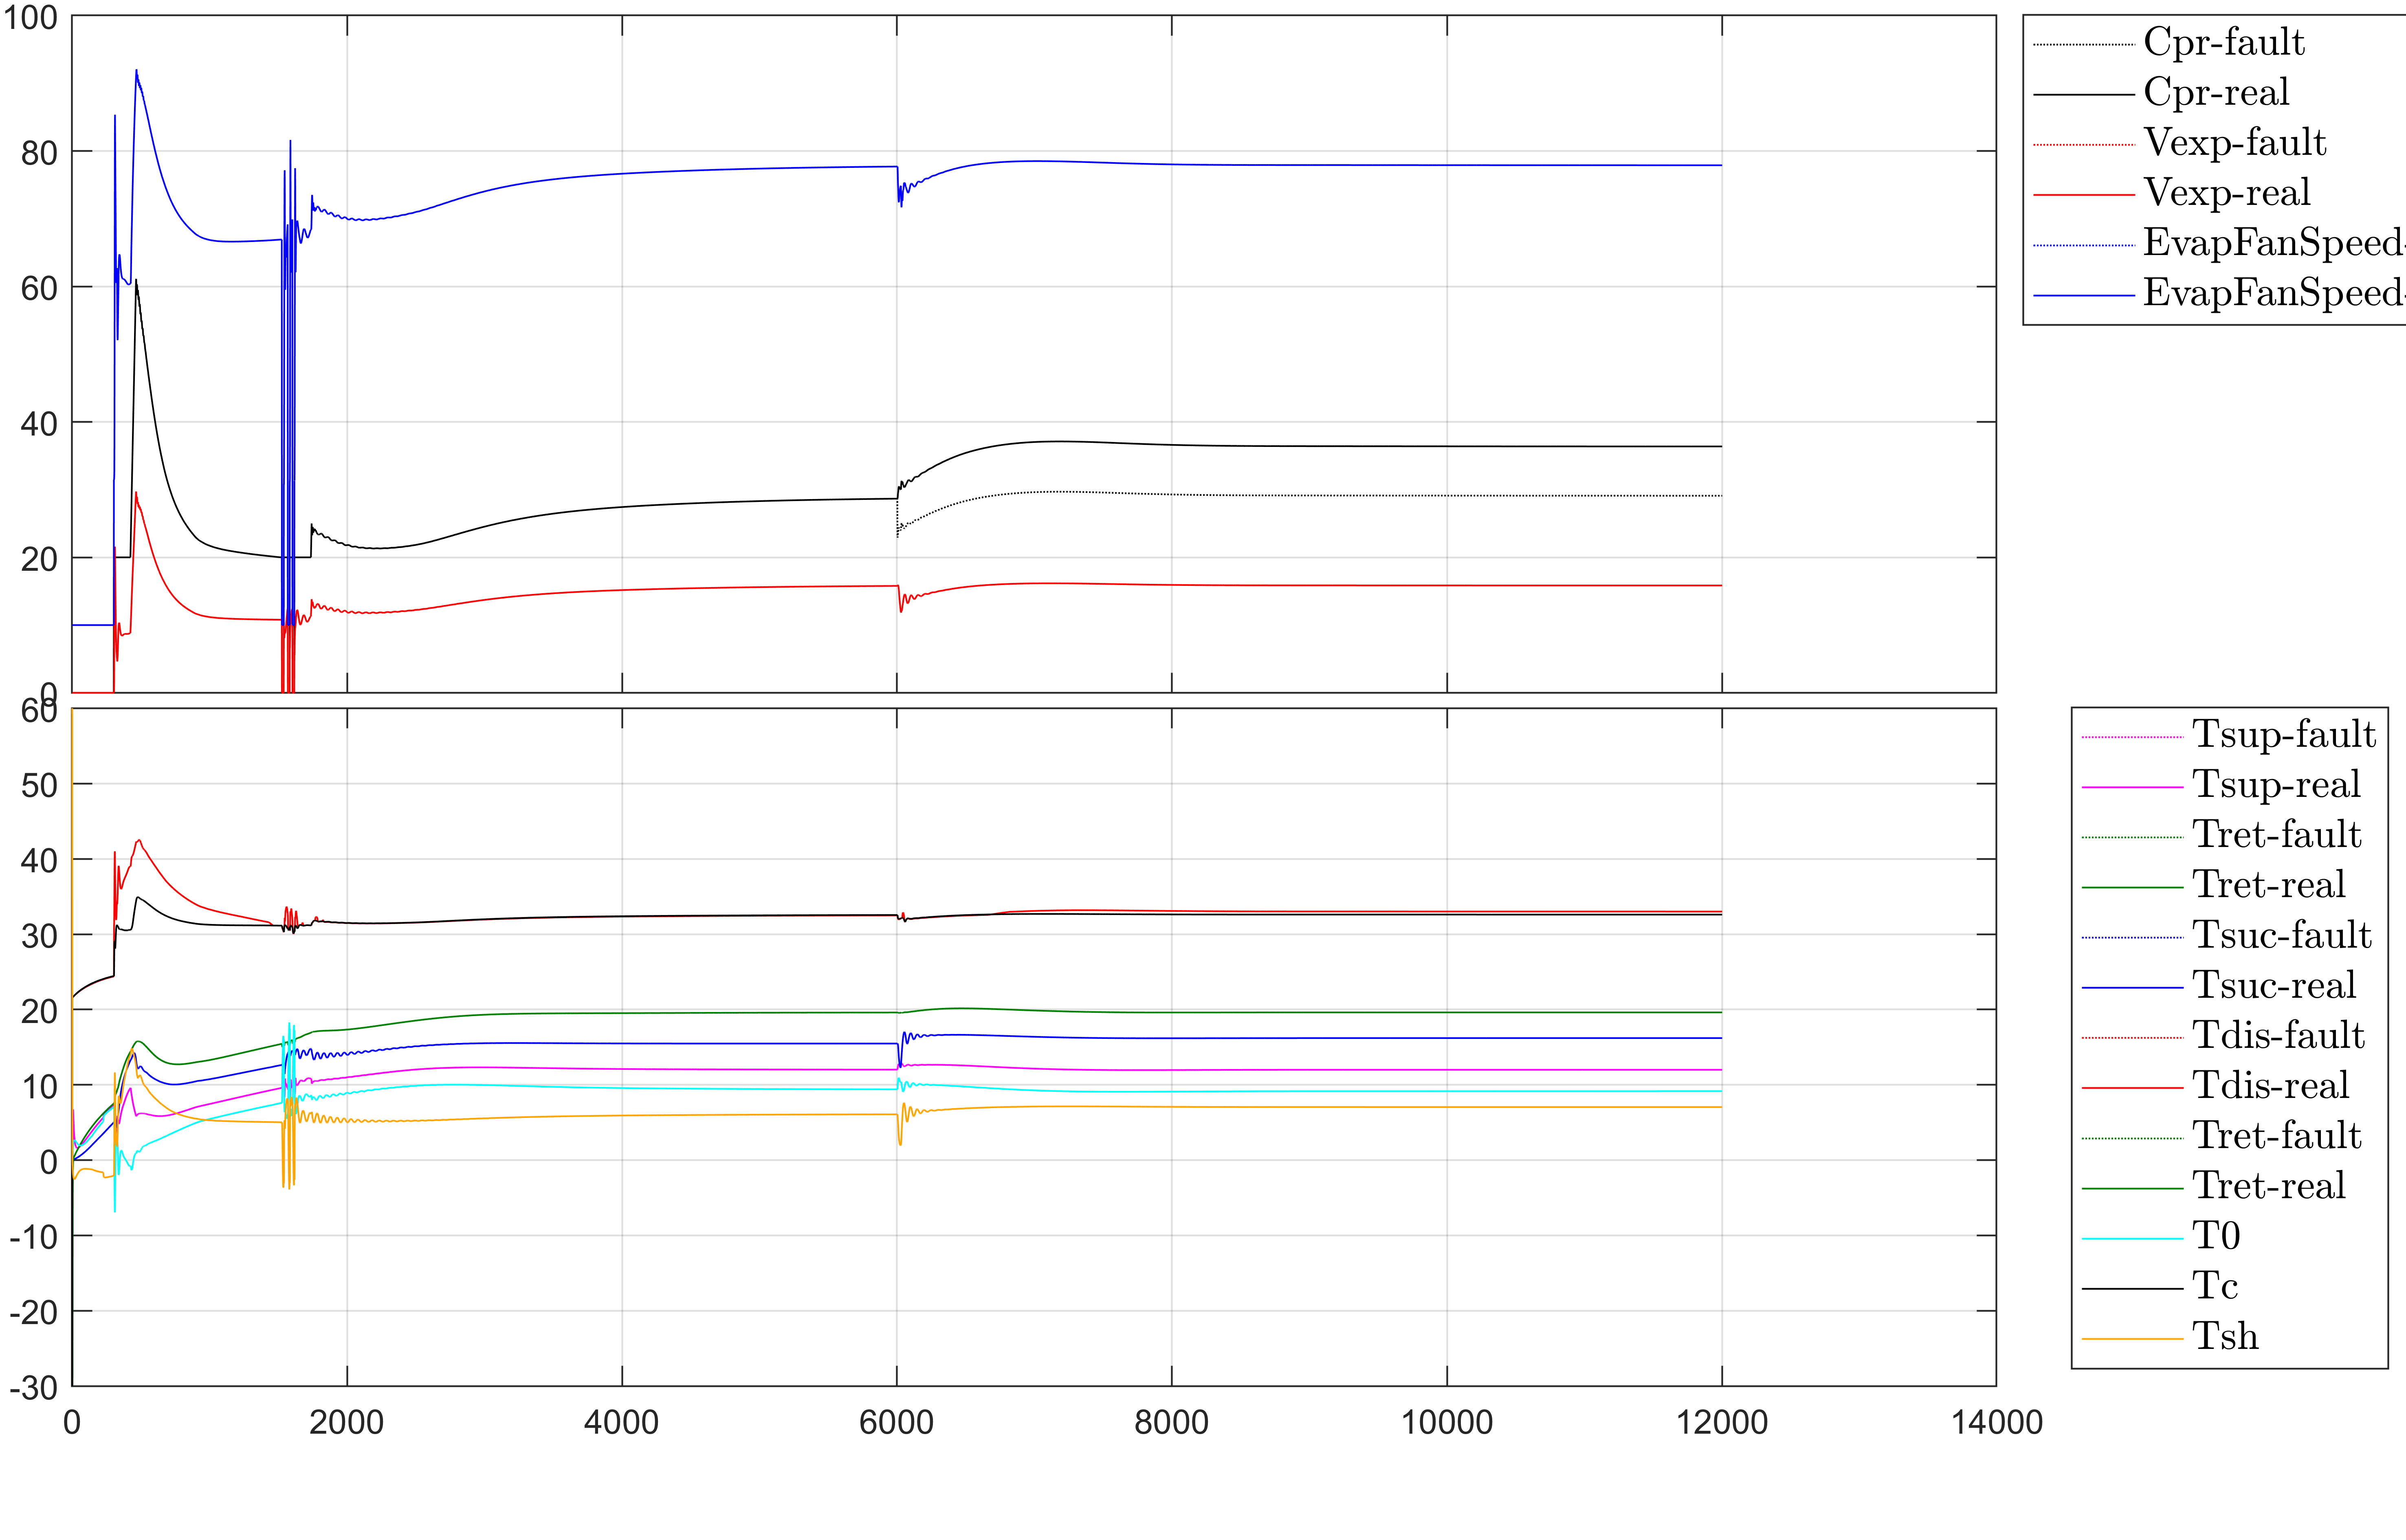 100
80
60
40
20
0
Cpr-fault
Cpr-real
Vexp-fault
Vexp-real
EvapFanSpeed-
EvapFanSpeed-
60
50
40
30
20
10
0
-10
-20
-30
0 2000 4000 6000 8000 10000 12000 14000
Tsup-fault
Tsup-real
Tret-fault
Tret-real
Tsuc-fault
Tsuc-real
Tdis-fault
Tdis-real
Tret-fault
Tret-real
T0
Tc
Tsh